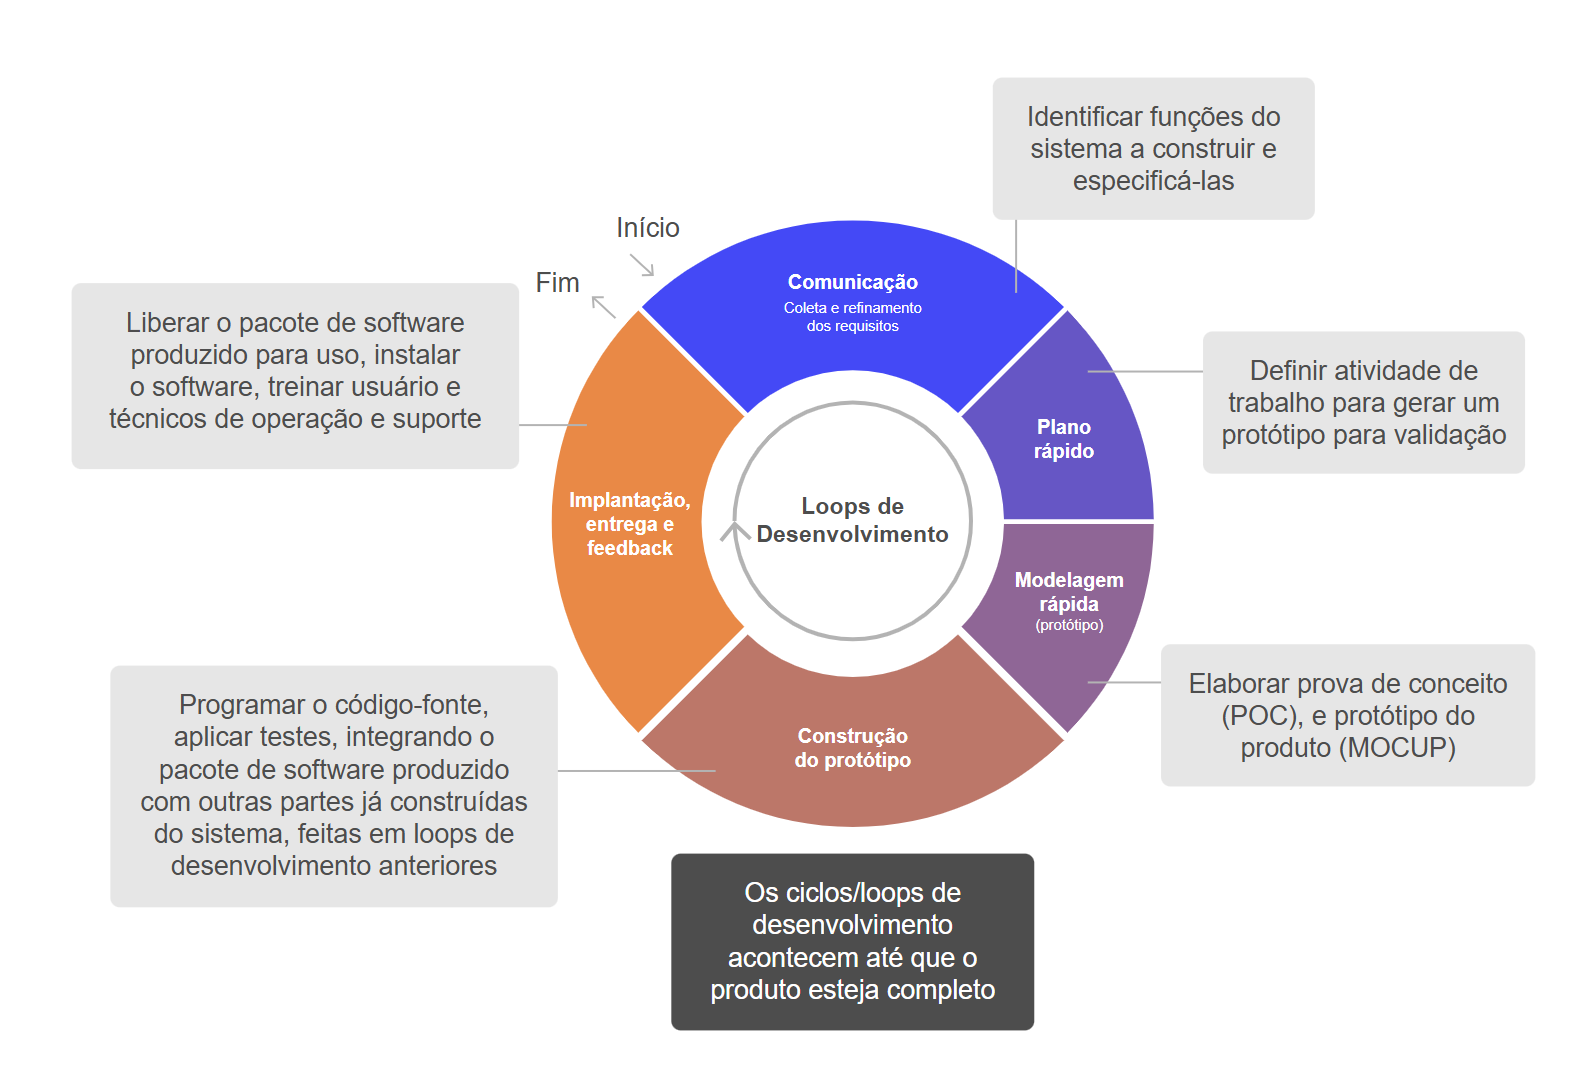 Identificar funções do
sistema a construir e
especificá-las
Início
Fim
Comunicação
Coleta e refinamento
dos requisitos
Liberar o pacote de software
produzido para uso, instalar
o software, treinar usuário e
técnicos de operação e suporte
Definir atividade de
trabalho para gerar um
protótipo para validação
Plano
rápido
Implantação,
entrega e
feedback
Loops de
Desenvolvimento
Modelagem
rápida
(protótipo)
Elaborar prova de conceito
(POC), e protótipo do
produto (MOCUP)
Programar o código-fonte,
aplicar testes, integrando o
pacote de software produzido
com outras partes já construídas
do sistema, feitas em loops de
desenvolvimento anteriores
Construção
do protótipo
Os ciclos/loops de
desenvolvimento
acontecem até que o
produto esteja completo